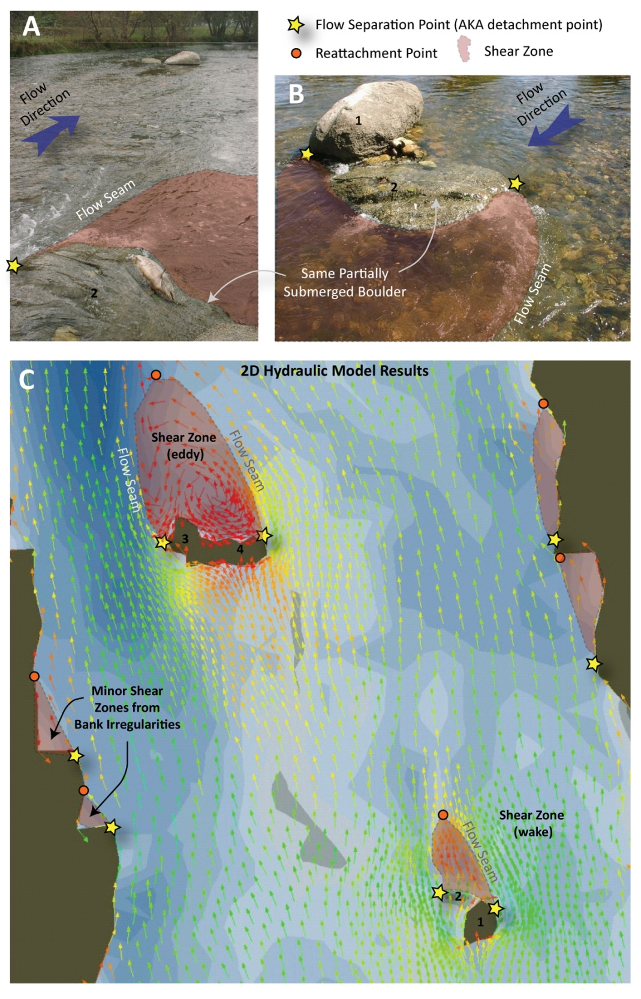 A
Flow Separation Point (AKA detachment point)
Reattachment Point
Shear Zone
Flow
Direction
Flow Seam
2
B
1
2
Flow
Direction
Flow Seam
Same Partially
Submerged Boulder
C
2D Hydraulic Model Results
Shear Zone
(eddy)
Flow Seam
Flow Seam
3
4
Minor Shear
Zones from
Bank Irregularities
Shear Zone
(wake)
Flow Seam
2
1